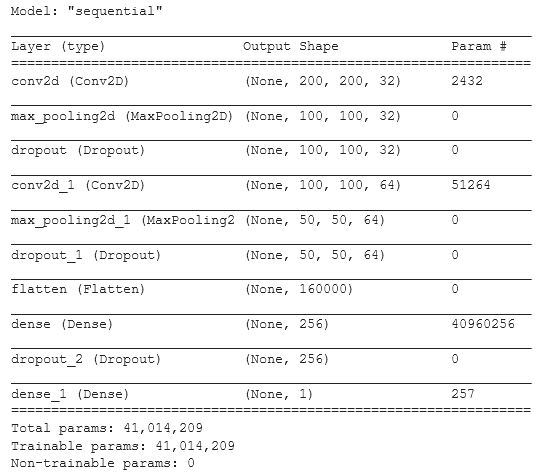 Model: "sequential"
Layer (type) Output Shape Param #
conv2d (Conv2D) (None, 200, 200, 32) 2432
max_pooling2d (MaxPooling2D) (None, 100, 100, 32) 0
dropout (Dropout) (None, 100, 100, 32) 0
conv2d_1 (Conv2D) (None, 100, 100, 64) 51264
max_pooling2d_1 (MaxPooling2 (None, 50, 50, 64) 0
dropout_1 (Dropout) (None, 50, 50, 64) 0
flatten (Flatten) (None, 160000) 0
dense (Dense) (None, 256) 40960256
dropout_2 (Dropout) (None, 256) 0
dense_1 (Dense) (None, 1) 257
Total params: 41,014,209
Trainable params: 41,014,209
Non-trainable params: 0